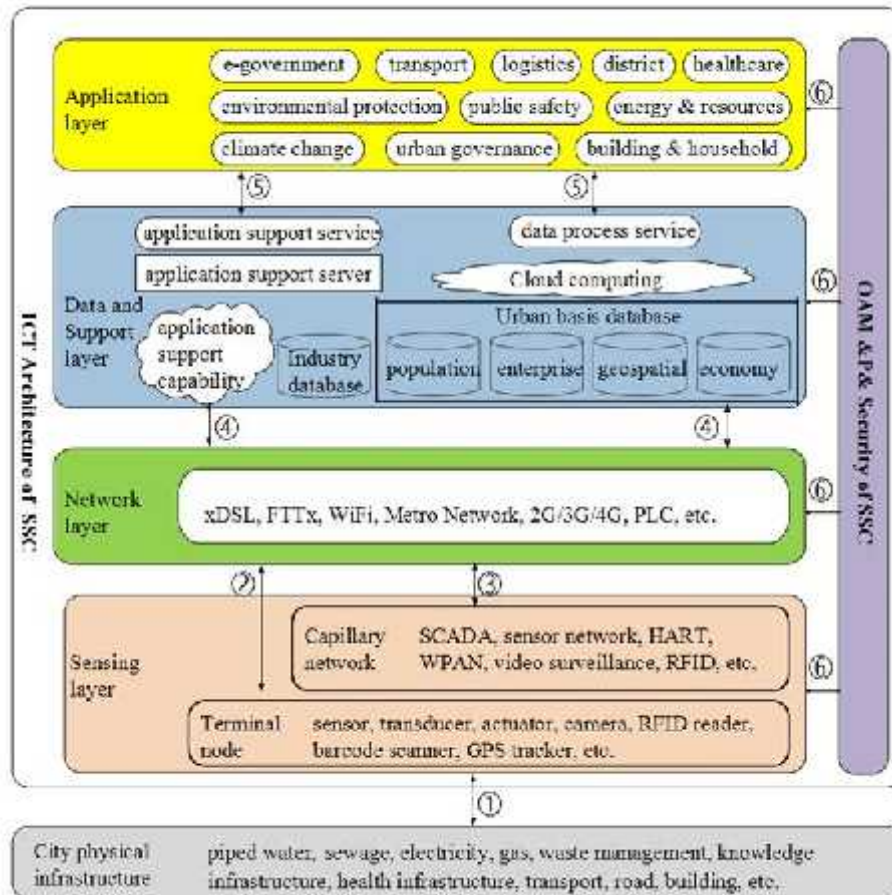 e-government transport logistics district healthcare
Application
layer
environmental protection public safety energy & resources
climate change urban governance building & household
⑥
⑤ ⑤
application support service data process service
application support server Cloud computing
Data and
Support
layer
⑥
application
support
capability
Urban basis database
Industry
database
population enterprise geospatial economy
④ ④
Network
layer
xDSL, FTTx, WiFi, Metro Network, 2G/3G/4G, PLC, etc.
⑥
② ③
Sensing
layer
Capillary SCADA, sensor network, HART,
network WPAN, video surveillance, RFID, etc.
⑥
Terminal sensor, transducer, actuator, camera, RFID reader,
node barcode scanner, GPS tracker, etc.
①
City physical piped water, sewage, electricity, gas, waste management, knowledge
infrastructure infrastructure, health infrastructure, transport, road, building, etc.
ICT Architecture of SSC
OAM &P& Security of SSC